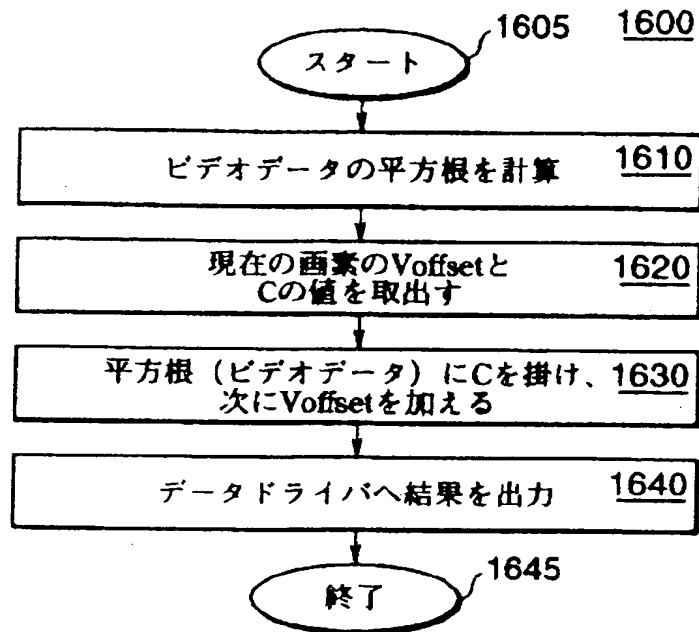 1605 1600
スタート
ビデオデータの平方根を計算 1610
現在の画素のVoffsetと
Cの値を取出す 1620
平方根（ビデオデータ）にCを掛け、 1630
次にVoffsetを加える
データドライバへ結果を出力 1640
終了 1645